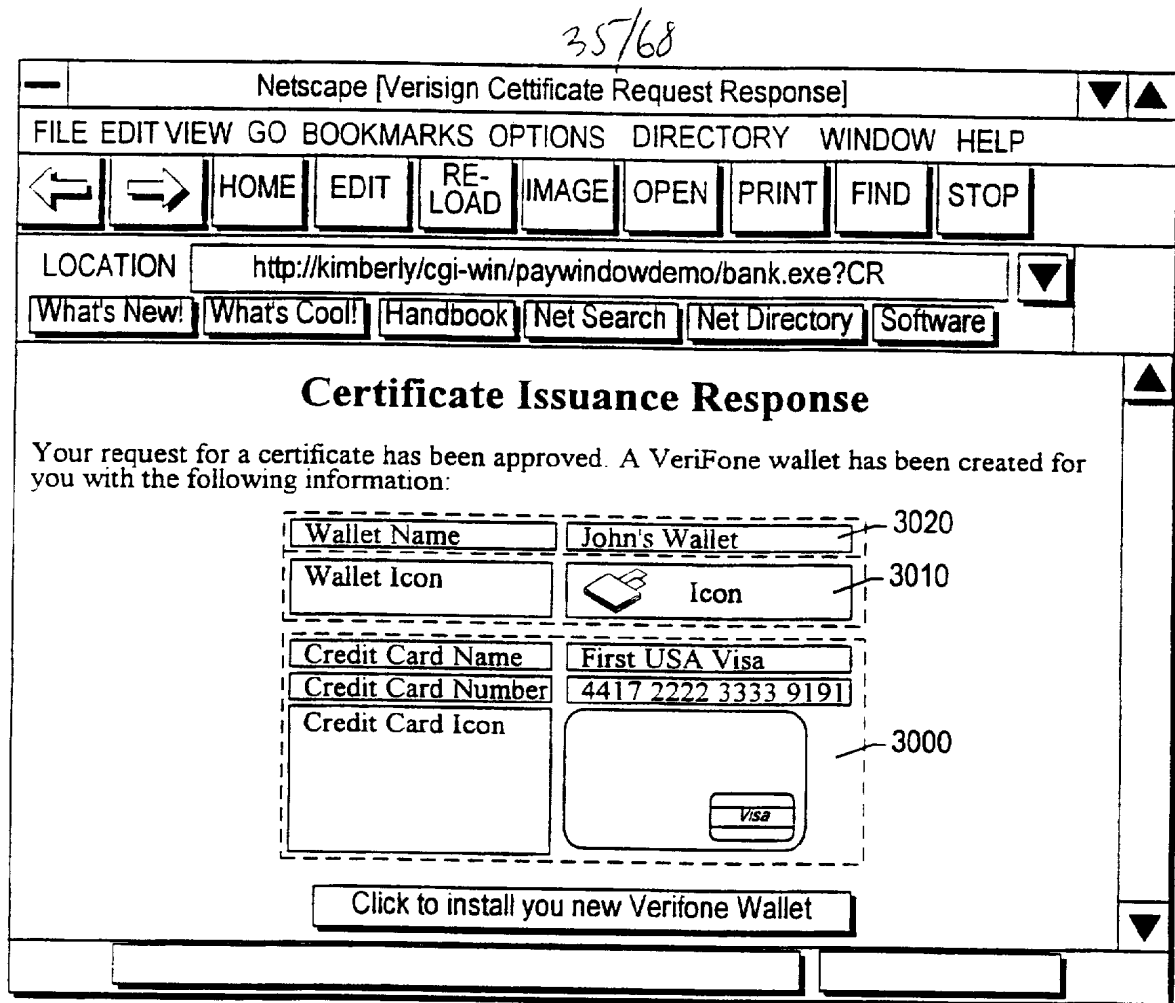 35/68
Netscape [Verisign Cettificate Request Response]
FILE EDIT VIEW GO BOOKMARKS OPTIONS DIRECTORY WINDOW HELP
HOME EDIT RE-LOAD IMAGE OPEN PRINT FIND STOP
LOCATION http://kimberly/cgi-win/paywindowdemo/bank.exe?CR
What's New! What's Cool! Handbook Net Search Net Directory Software
Certificate Issuance Response
Your request for a certificate has been approved. A VeriFone wallet has been created for
you with the following information:
Wallet Name John's Wallet 3020
Wallet Icon Icon 3010
Credit Card Name First USA Visa
Credit Card Number 4417 2222 3333 9191
Credit Card Icon 3000
Visa
Click to install you new Verifone Wallet